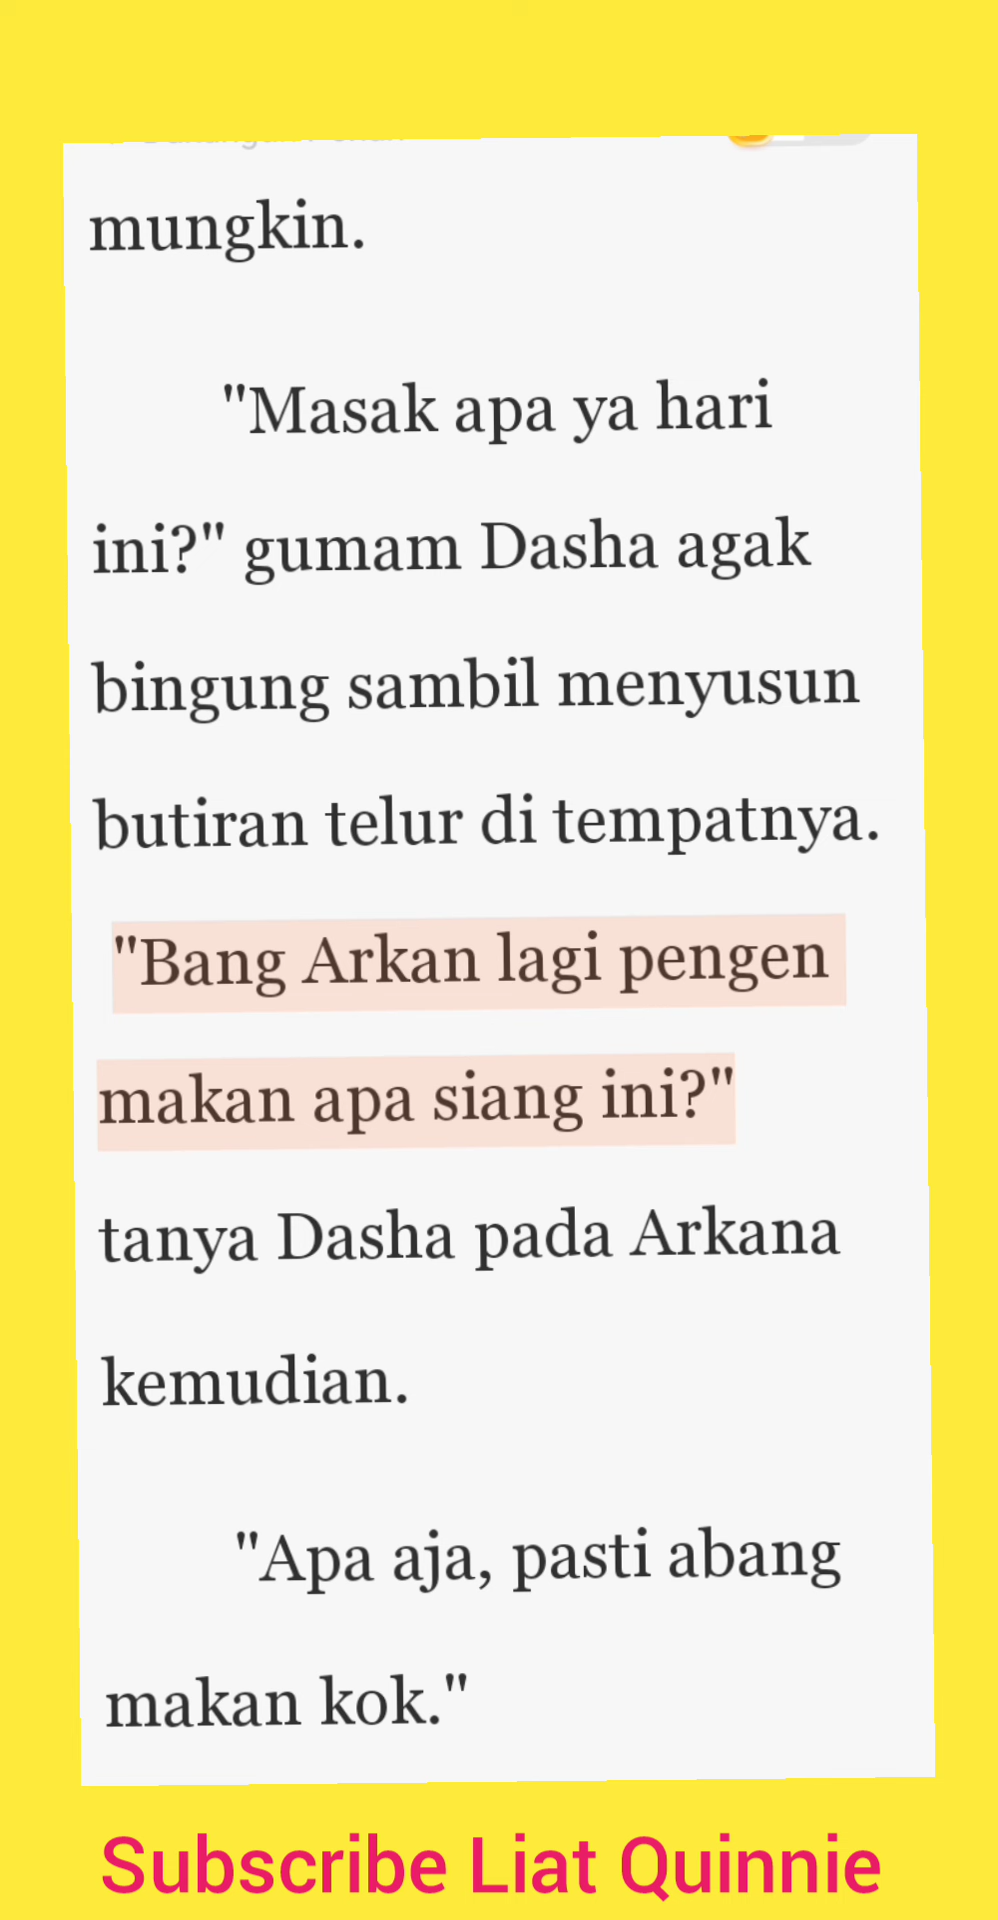 mungkin.
"Masak apa ya hari
ini?" gumam Dasha agak
bingung sambil menyusun
butiran telur di tempatnya.
"Bang Arkan lagi pengen
makan apa siang ini?"
tanya Dasha pada Arkana
kemudian.
"Apa aja, pasti abang
makan kok."
Subscribe Liat Quinnie